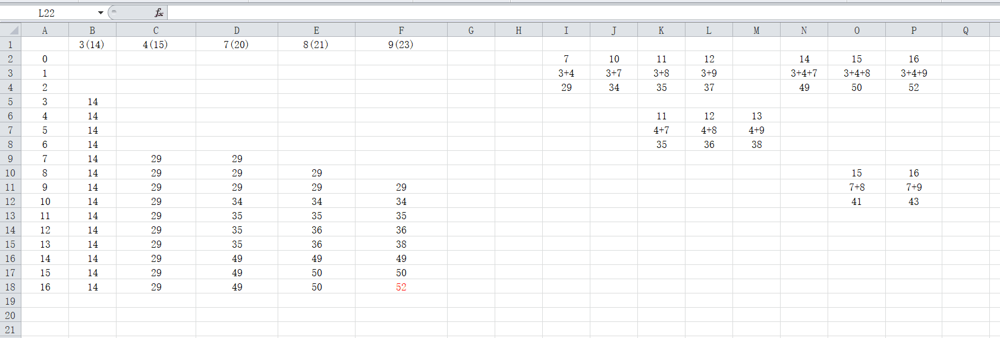 L22 fx
A B C D E F G H I J K L M N O P Q
1 3(14) 4(15) 7(20) 8(21) 9(23)
2 0 7 10 11 12 14 15 16
3 1 3+4 3+7 3+8 3+9 3+4+7 3+4+8 3+4+9
4 2 29 34 35 37 49 50 52
5 3 14
6 4 14 11 12 13
7 5 14 4+7 4+8 4+9
8 6 14 35 36 38
9 7 14 29 29
10 8 14 29 29 29 15 16
11 9 14 29 29 29 29 7+8 7+9
12 10 14 29 34 34 34 41 43
13 11 14 29 35 35 35
14 12 14 29 35 36 36
15 13 14 29 35 36 38
16 14 14 29 49 49 49
17 15 14 29 49 50 50
18 16 14 29 49 50 52
19
20
21